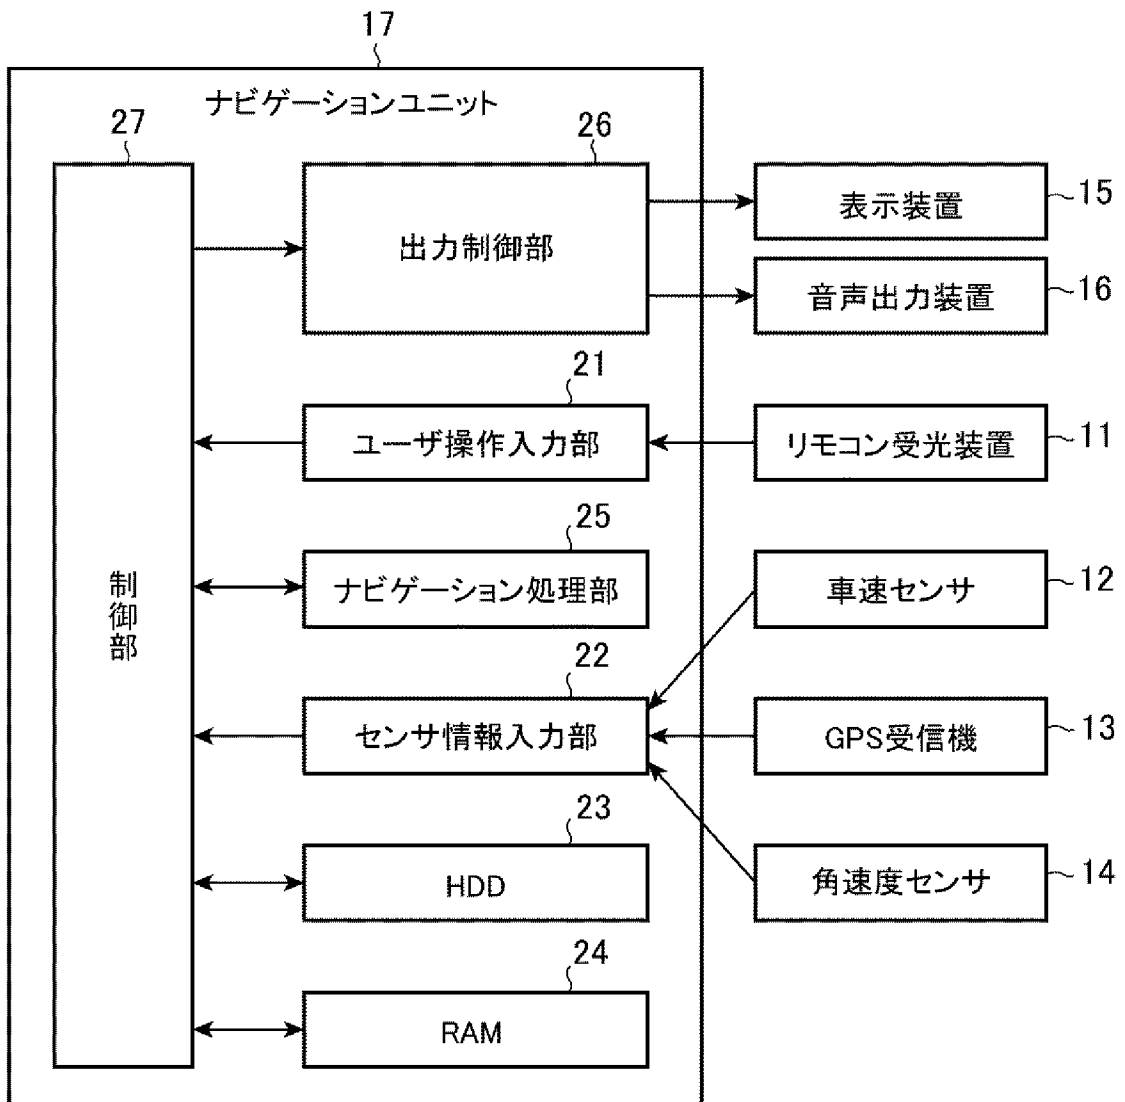 17
ナビゲーションユニット
27
26
出力制御部
表示装置
15
音声出力装置
16
21
ユーザ操作入力部
リモコン受光装置
11
25
ナビゲーション処理部
車速センサ
12
制御部
22
センサ情報入力部
GPS受信機
13
23
HDD
角速度センサ
14
24
RAM